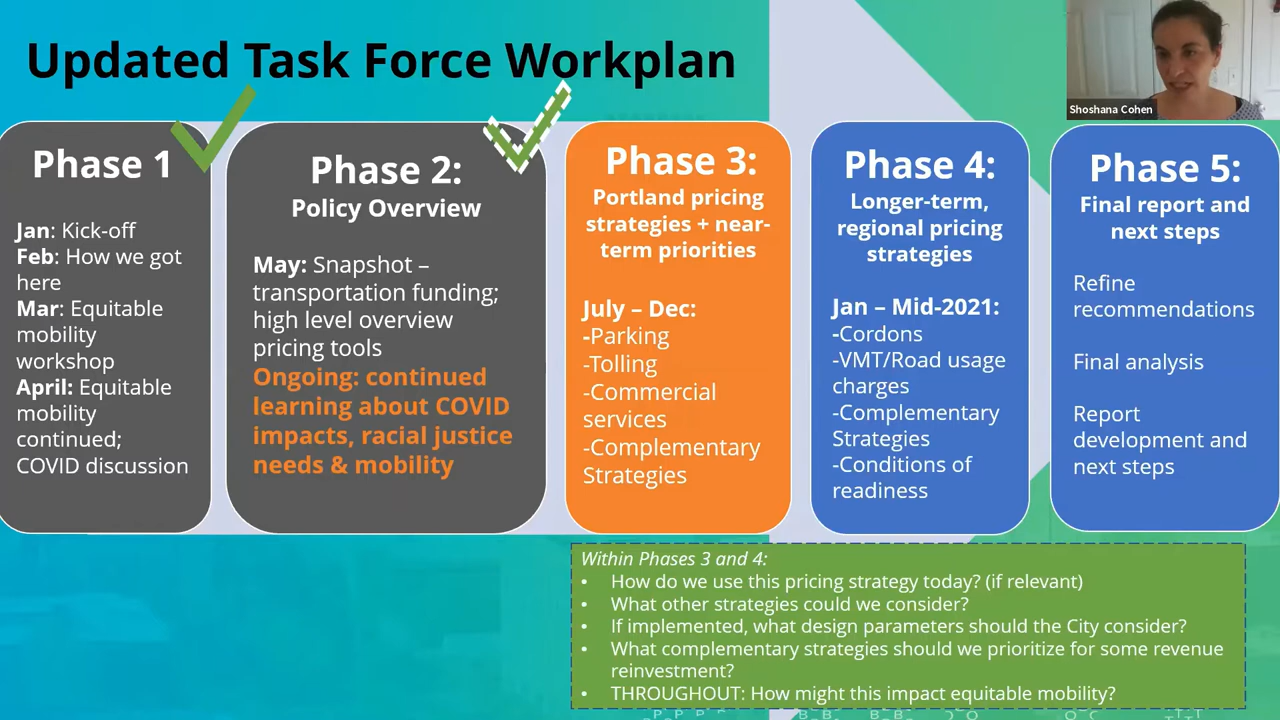 Updated Task Force Workplan
Shoshana Cohen
Phase 1
Jan: Kick-off
Feb: How we got
here
Mar: Equitable
mobility
workshop
April: Equitable
mobility
continued;
COVID discussion
Phase 2:
Policy Overview
May: Snapshot –
transportation funding;
high level overview
pricing tools
Ongoing: continued
learning about COVID
impacts, racial justice
needs & mobility
Phase 3:
Portland pricing
strategies + near-
term priorities
July – Dec:
-Parking
-Tolling
-Commercial
services
-Complementary
Strategies
Phase 4:
Longer-term,
regional pricing
strategies
Jan – Mid-2021:
-Cordons
-VMT/Road usage
charges
-Complementary
Strategies
-Conditions of
readiness
Phase 5:
Final report and
next steps
Refine
recommendations
Final analysis
Report
development and
next steps
Within Phases 3 and 4:
• How do we use this pricing strategy today? (if relevant)
• What other strategies could we consider?
• If implemented, what design parameters should the City consider?
• What complementary strategies should we prioritize for some revenue
reinvestment?
• THROUGHOUT: How might this impact equitable mobility?